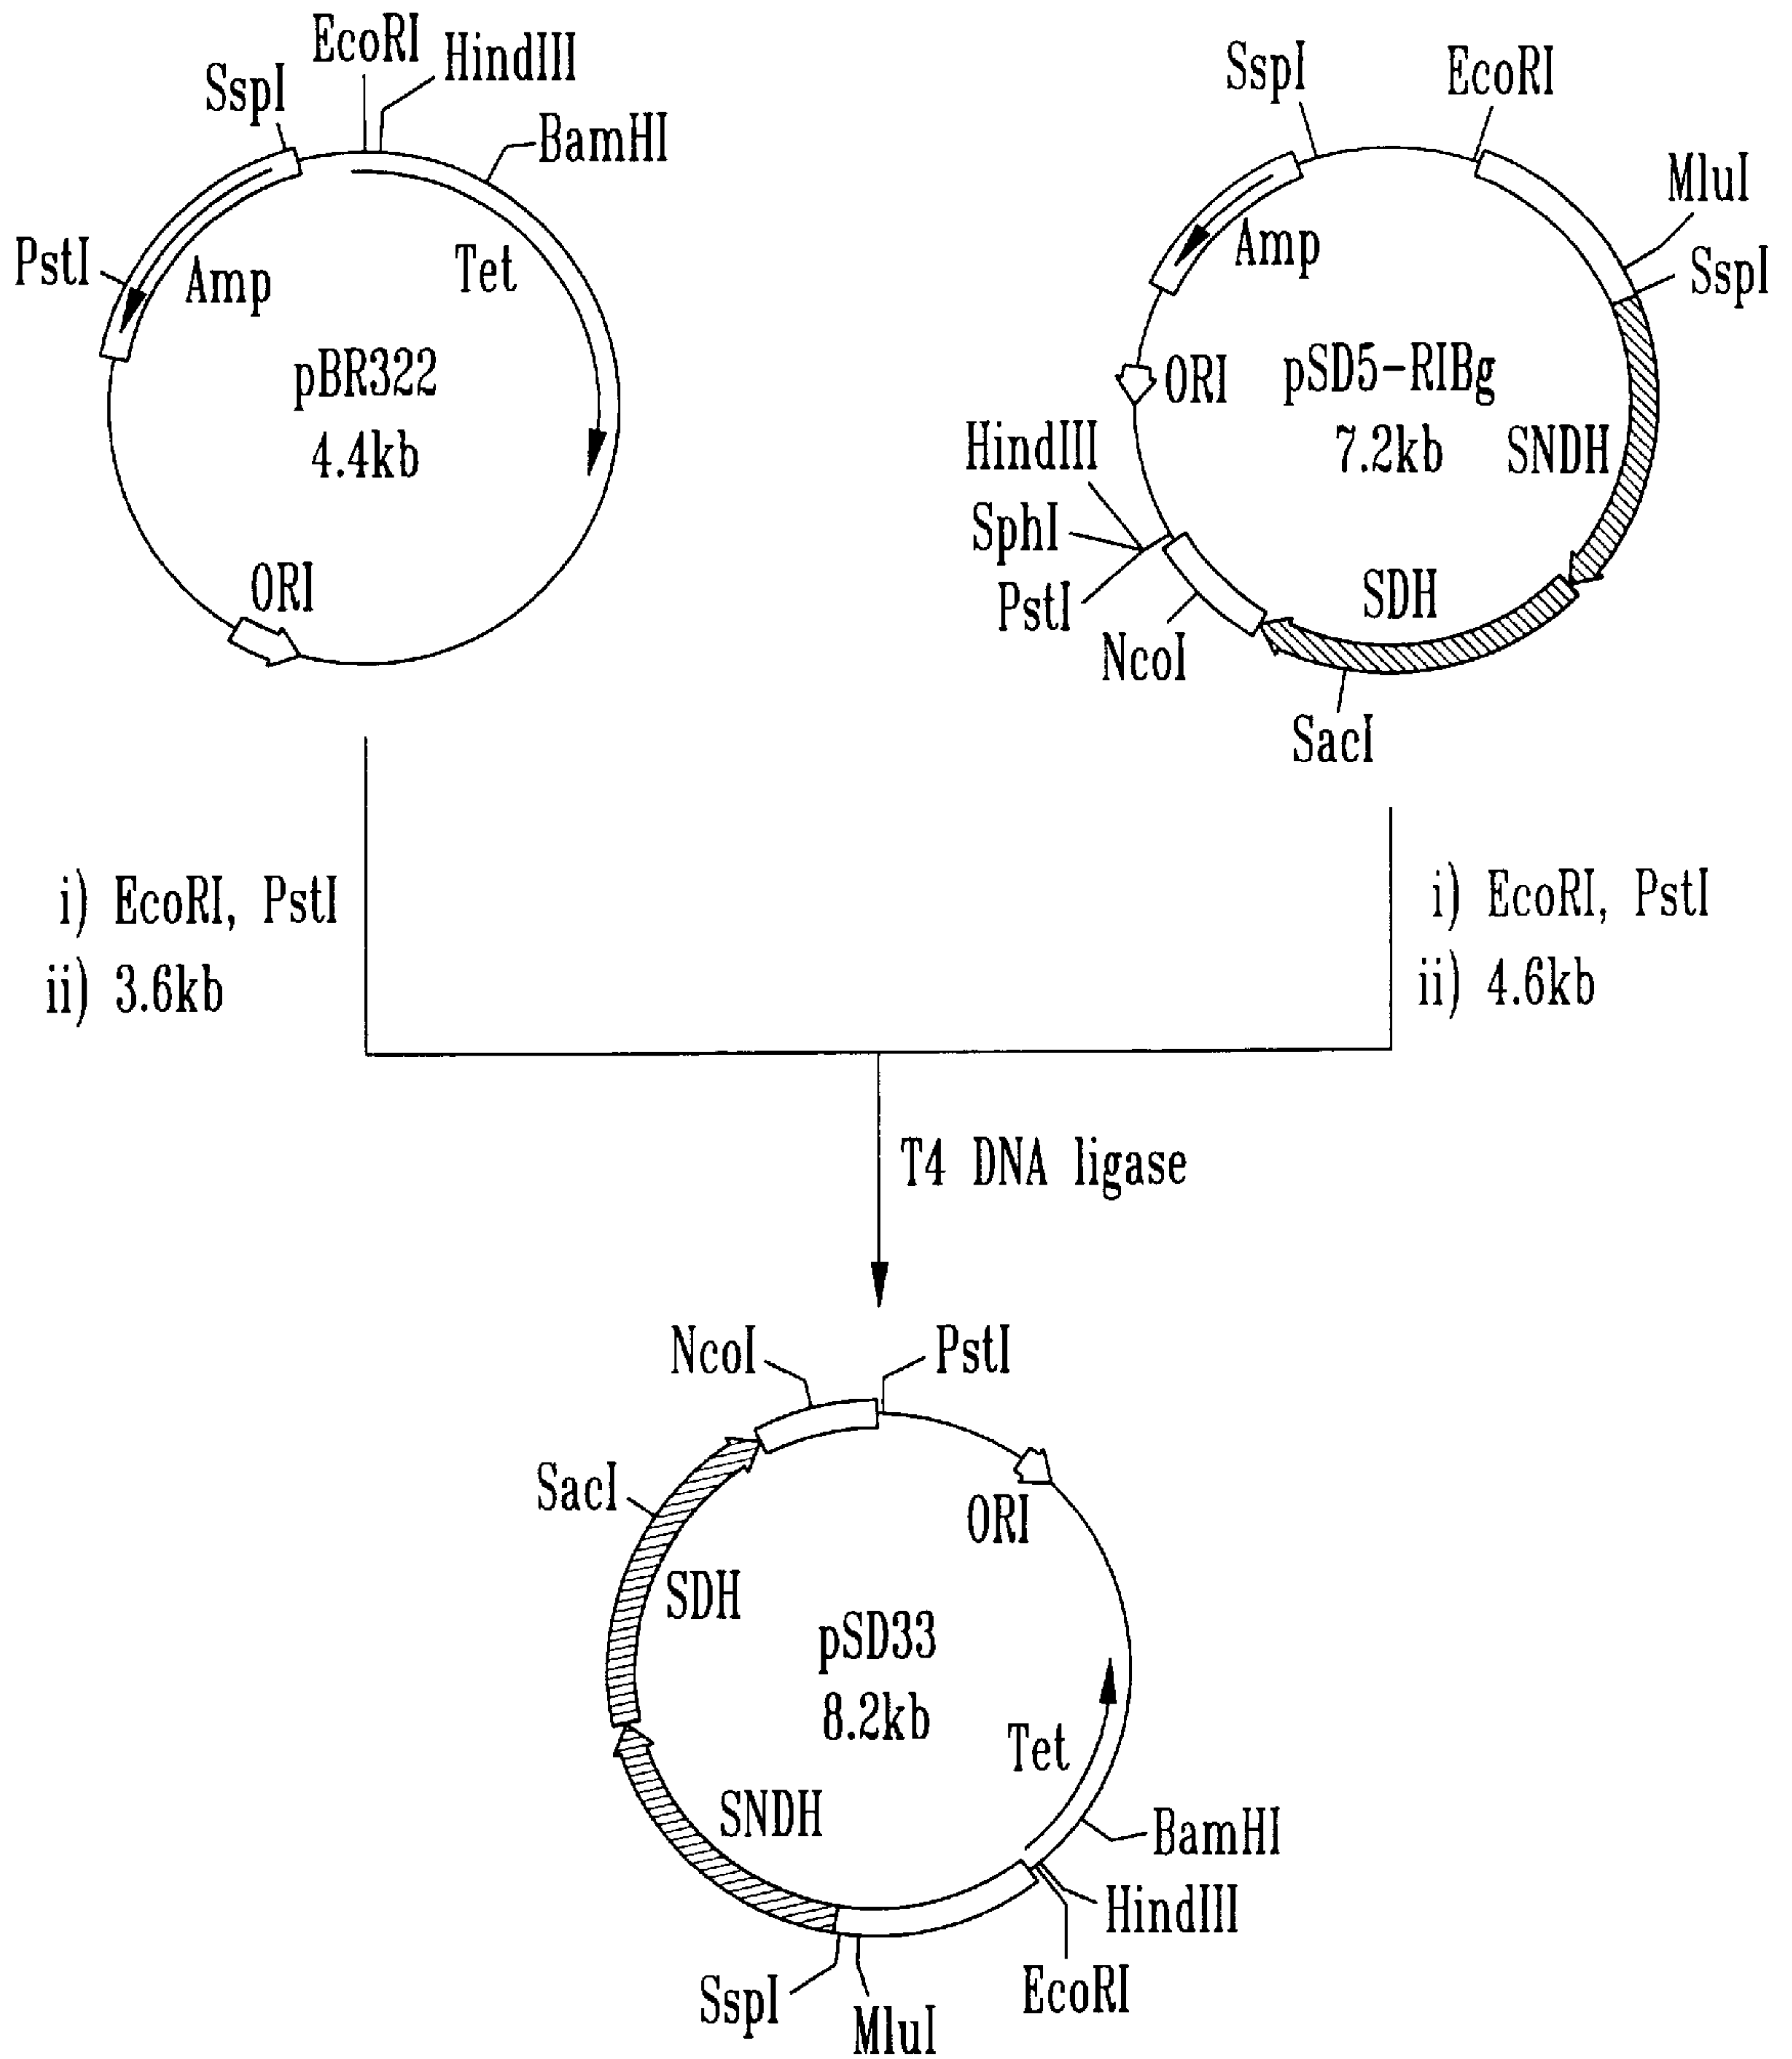 EcoRI
HindIII
SspI
BamHI
PstI
Amp
Tet
pBR322
4.4kb
ORI
SspI
EcoRI
MluI
SspI
Amp
ORI
pSD5-RIBg
7.2kb
SNDH
HindIII
SphI
PstI
NcoI
SDH
SacI
i) EcoRI, PstI
ii) 3.6kb
i) EcoRI, PstI
ii) 4.6kb
T4 DNA ligase
NcoI
PstI
SacI
ORI
SDH
pSD33
8.2kb
Tet
SNDH
BamHI
HindIII
EcoRI
SspI
MluI